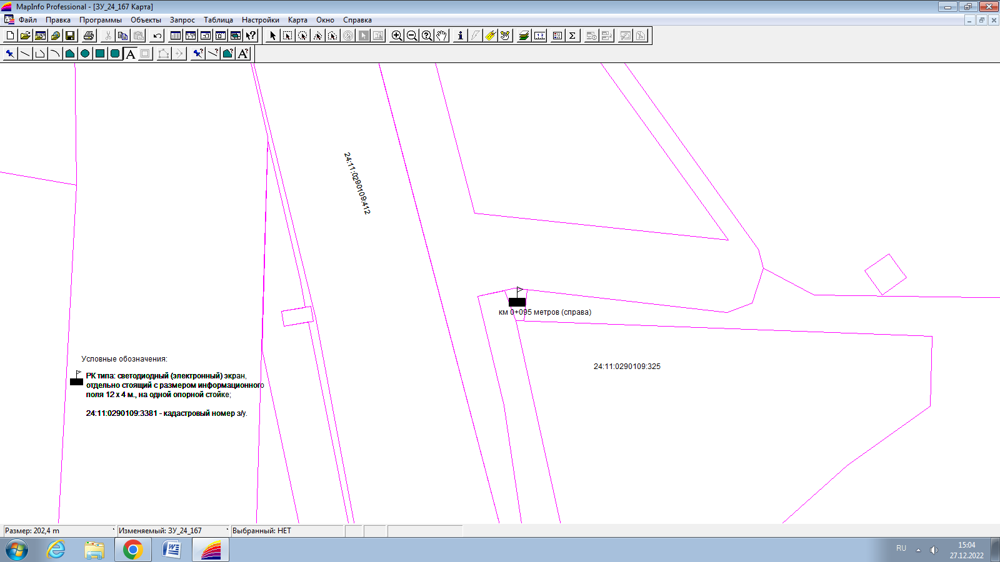 MapInfo Professional - [ЗУ_24_167 Карта]
Файл Правка Программы Объекты Запрос Таблица Настройки Карта Окно Справка
24:11:0290109:412
км 0+095 метров (справа)
24:11:0290109:325
Условные обозначения:
РК типа: светодиодный (электронный) экран,
отдельно стоящий с размером информационного
поля 12 х 4 м., на одной опорной стойке;
24:11:0290109:3381 - кадастровый номер з/у.
Размер: 202,4 m Изменяемый: ЗУ_24_167 Выбранный: НЕТ
RU 15:04
27.12.2022